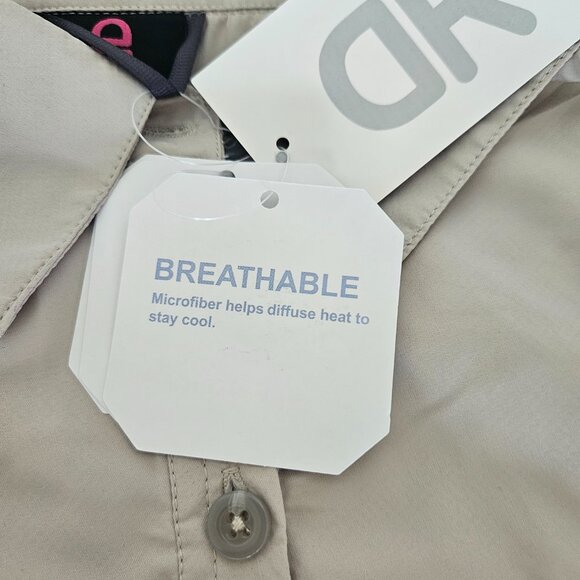 BREATHABLE
Microfiber helps diffuse heat to
stay cool.